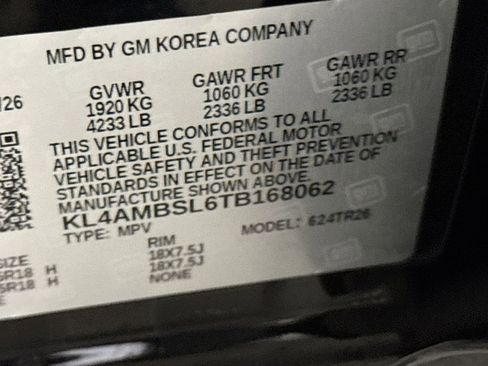 MFD BY GM KOREA COMPANY
/26 GVWR GAWR FRT GAWR RR
1920 KG 1060 KG 1060 KG
4233 LB 2336 LB 2336 LB
THIS VEHICLE CONFORMS TO ALL
APPLICABLE U.S. FEDERAL MOTOR
VEHICLE SAFETY AND THEFT PREVENTION
STANDARDS IN EFFECT ON THE DATE OF
MANUFACTURE SHOWN ABOVE.
KL4AMBSL6TB168062
TYPE: MPV MODEL: 624TR26
SIZE RIM
5R18 H 18X7.5J
5R18 H 18X7.5J
E NONE